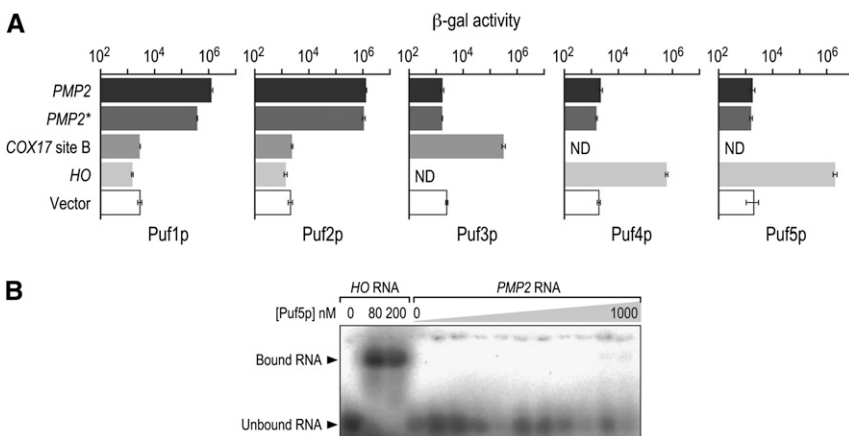 A
β-gal activity
10² 10⁴ 10⁶ 10² 10⁴ 10⁶ 10² 10⁴ 10⁶ 10² 10⁴ 10⁶ 10² 10⁴ 10⁶
PMP2
PMP2*
COX17 site B ND ND
HO ND
Vector
Puf1p Puf2p Puf3p Puf4p Puf5p
B
HO RNA PMP2 RNA
[Puf5p] nM 0 80 200 0 1000
Bound RNA
Unbound RNA